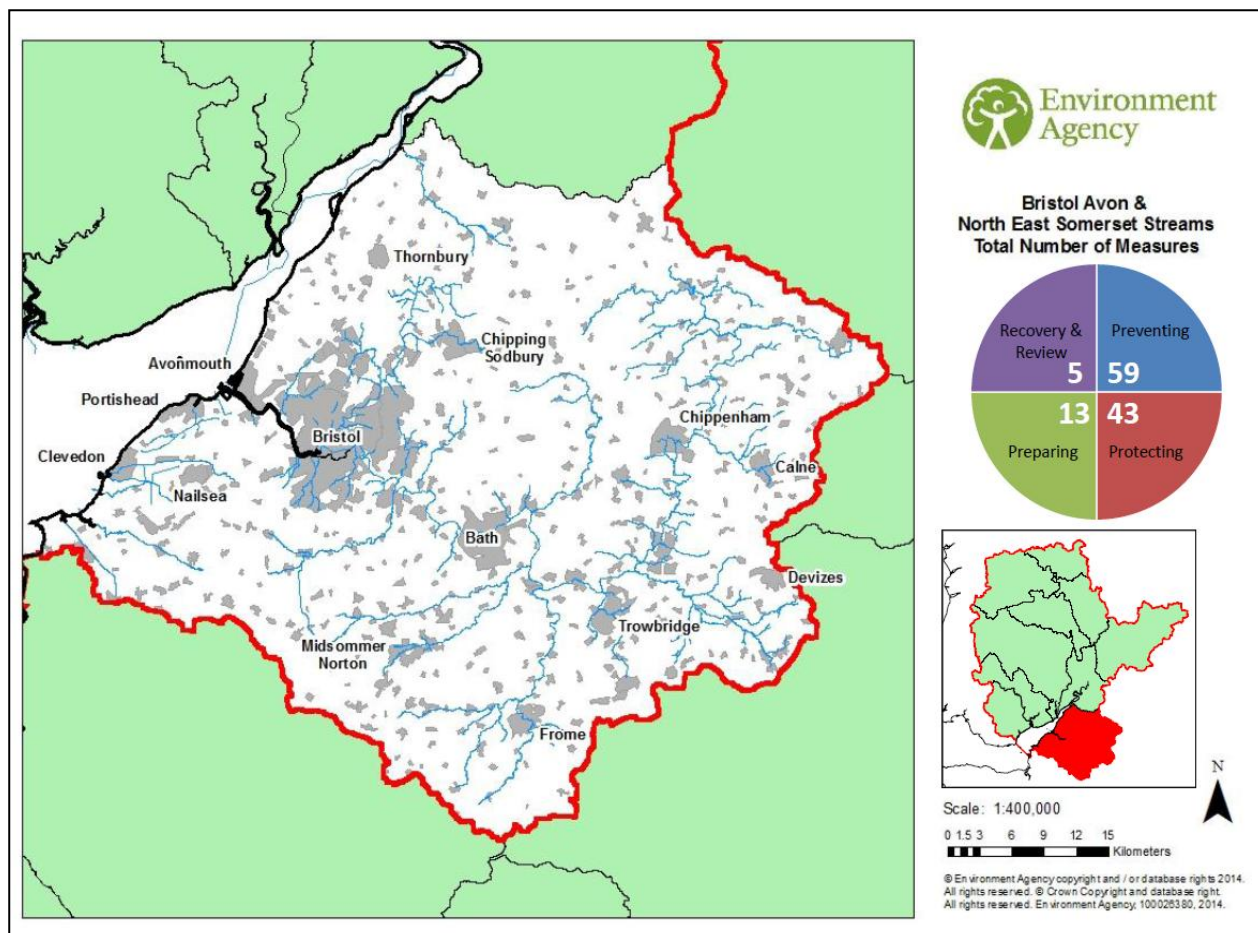 Thornbury
Chipping
Sodbury
Avonmouth
Portishead
Chippenham
Bristol
Clevedon
Calne
Nailsea
Bath
Devizes
Trowbridge
Midsommer
Norton
Frome
Environment
Agency
Bristol Avon &
North East Somerset Streams
Total Number of Measures
Recovery &
Review
5
Preventing
59
13
Preparing
43
Protecting
N
Scale: 1:400,000
0 1.5 3 6 9 12 15
Kilometers
© Environment Agency copyright and / or database rights 2014.
All rights reserved. © Crown Copyright and database right.
All rights reserved. Environment Agency, 100026380, 2014.